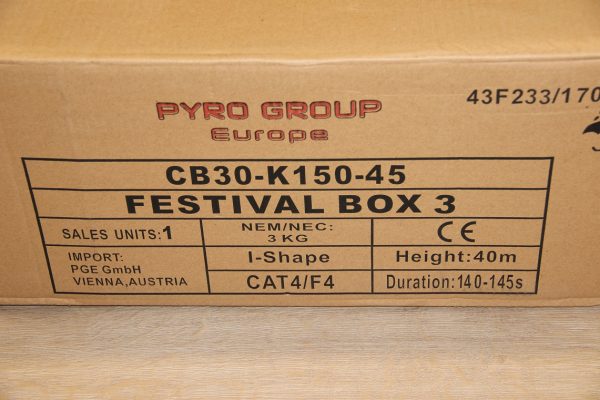 PYRO GROUP
Europe
43F233/170
CB30-K150-45
FESTIVAL BOX 3
SALES UNITS:1
NEM/NEC:
3 KG
CE
IMPORT:
PGE GmbH
VIENNA,AUSTRIA
I-Shape
Height:40m
CAT4/F4
Duration:140-145s